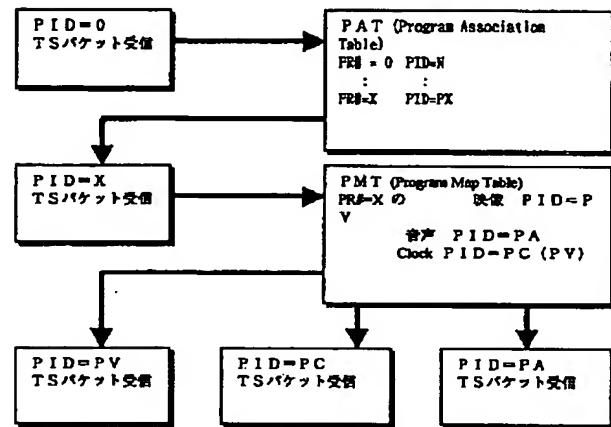 PID=0
TSパケット受信
PAT (Program Association
Table)
PR# = 0 PID=N
: :
PR#=X PID=PX
PID=X
TSパケット受信
PMT (Program Map Table)
PR#=X の 映像 PID=P
V
音声 PID=PA
Clock PID=PC (PV)
PID=PV
TSパケット受信
PID=PC
TSパケット受信
PID=PA
TSパケット受信